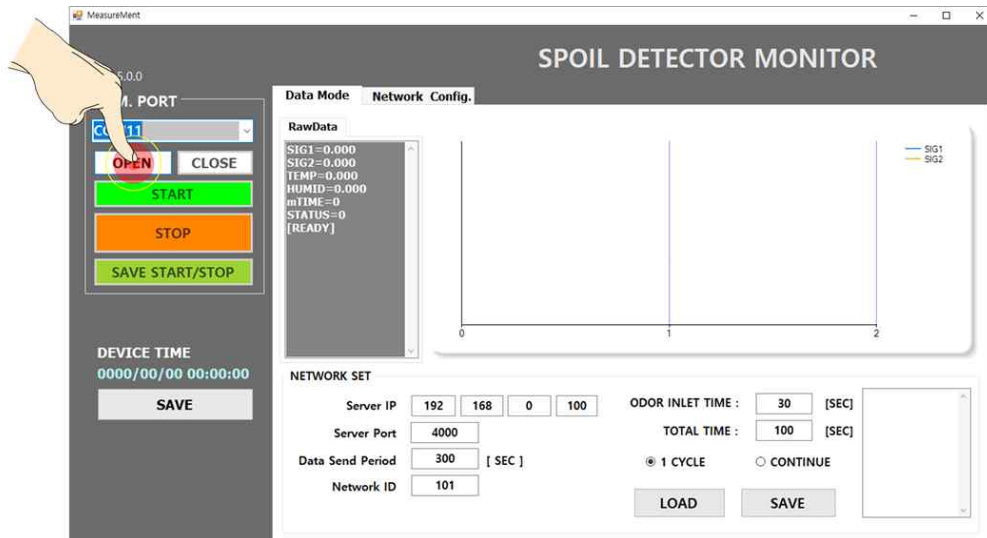 MeasureMent
SPOIL DETECTOR MONITOR
5.0.0
M. PORT
11
OPEN
CLOSE
START
STOP
SAVE START/STOP
DEVICE TIME
0000/00/00 00:00:00
SAVE
Data Mode
Network Config.
RawData
SIG1=0.000
SIG2=0.000
TEMP=0.000
HUMID=0.000
mTIME=0
STATUS=0
[READY]
SIG1
SIG2
0 1 2
NETWORK SET
Server IP 192 168 0 100
Server Port 4000
Data Send Period 300 [ SEC ]
Network ID 101
ODOR INLET TIME : 30 [SEC]
TOTAL TIME : 100 [SEC]
1 CYCLE CONTINUE
LOAD SAVE